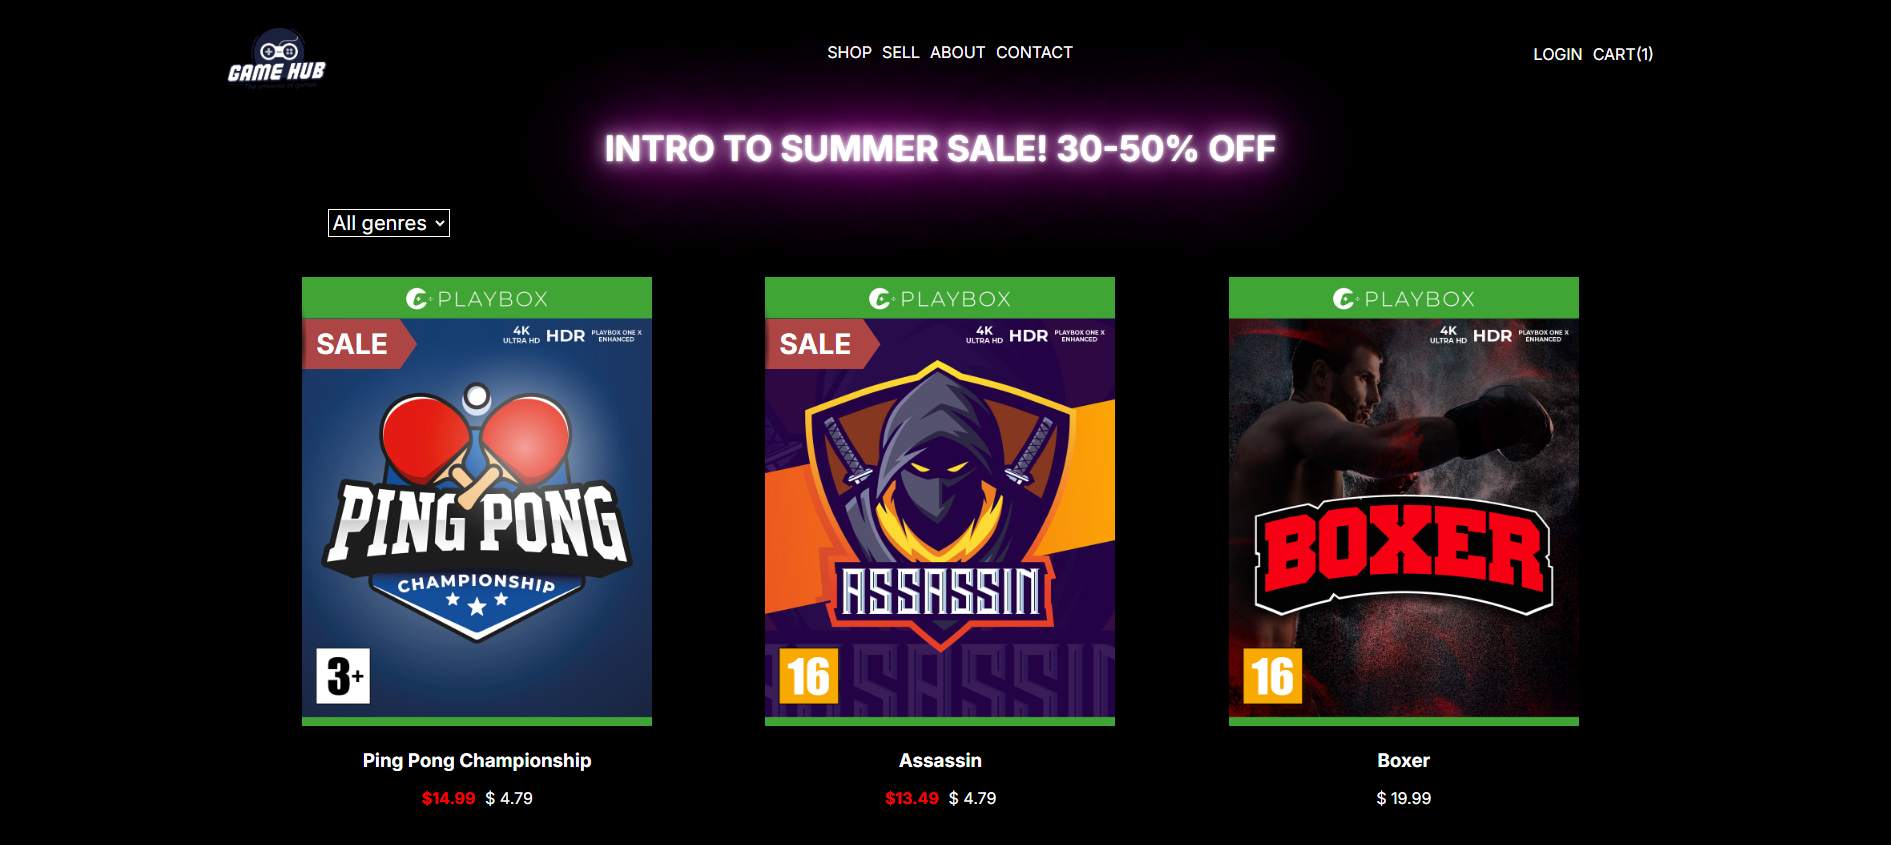 GAME HUB
SHOP SELL ABOUT CONTACT
LOGIN CART(1)
INTRO TO SUMMER SALE! 30-50% OFF
All genres
PLAYBOX
SALE
4K
ULTRA HD
HDR
PLAYBOX ONE X
ENHANCED
PING PONG
CHAMPIONSHIP
3+
Ping Pong Championship
$14.99 $ 4.79
PLAYBOX
SALE
4K
ULTRA HD
HDR
PLAYBOX ONE X
ENHANCED
ASSASSIN
ASSASSIN
16
Assassin
$13.49 $ 4.79
PLAYBOX
4K
ULTRA HD
HDR
PLAYBOX ONE X
ENHANCED
BOXER
16
Boxer
$ 19.99